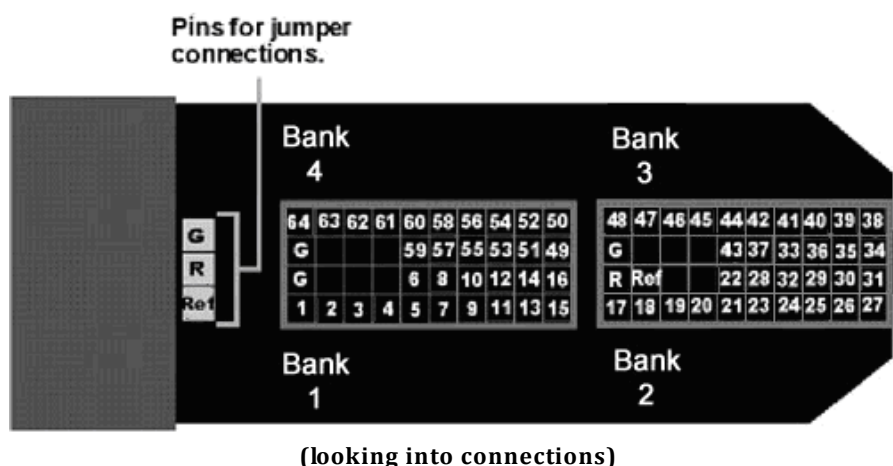 Pins for jumper
connections.
Bank
4
Bank
3
G
R
Ref
64 63 62 61 60 58 56 54 52 50
G 59 57 55 53 51 49
G 6 8 10 12 14 16
1 2 3 4 5 7 9 11 13 15
48 47 46 45 44 42 41 40 39 38
G 43 37 33 36 35 34
R Ref 22 28 32 29 30 31
17 18 19 20 21 23 24 25 26 27
Bank
1
Bank
2
(looking into connections)